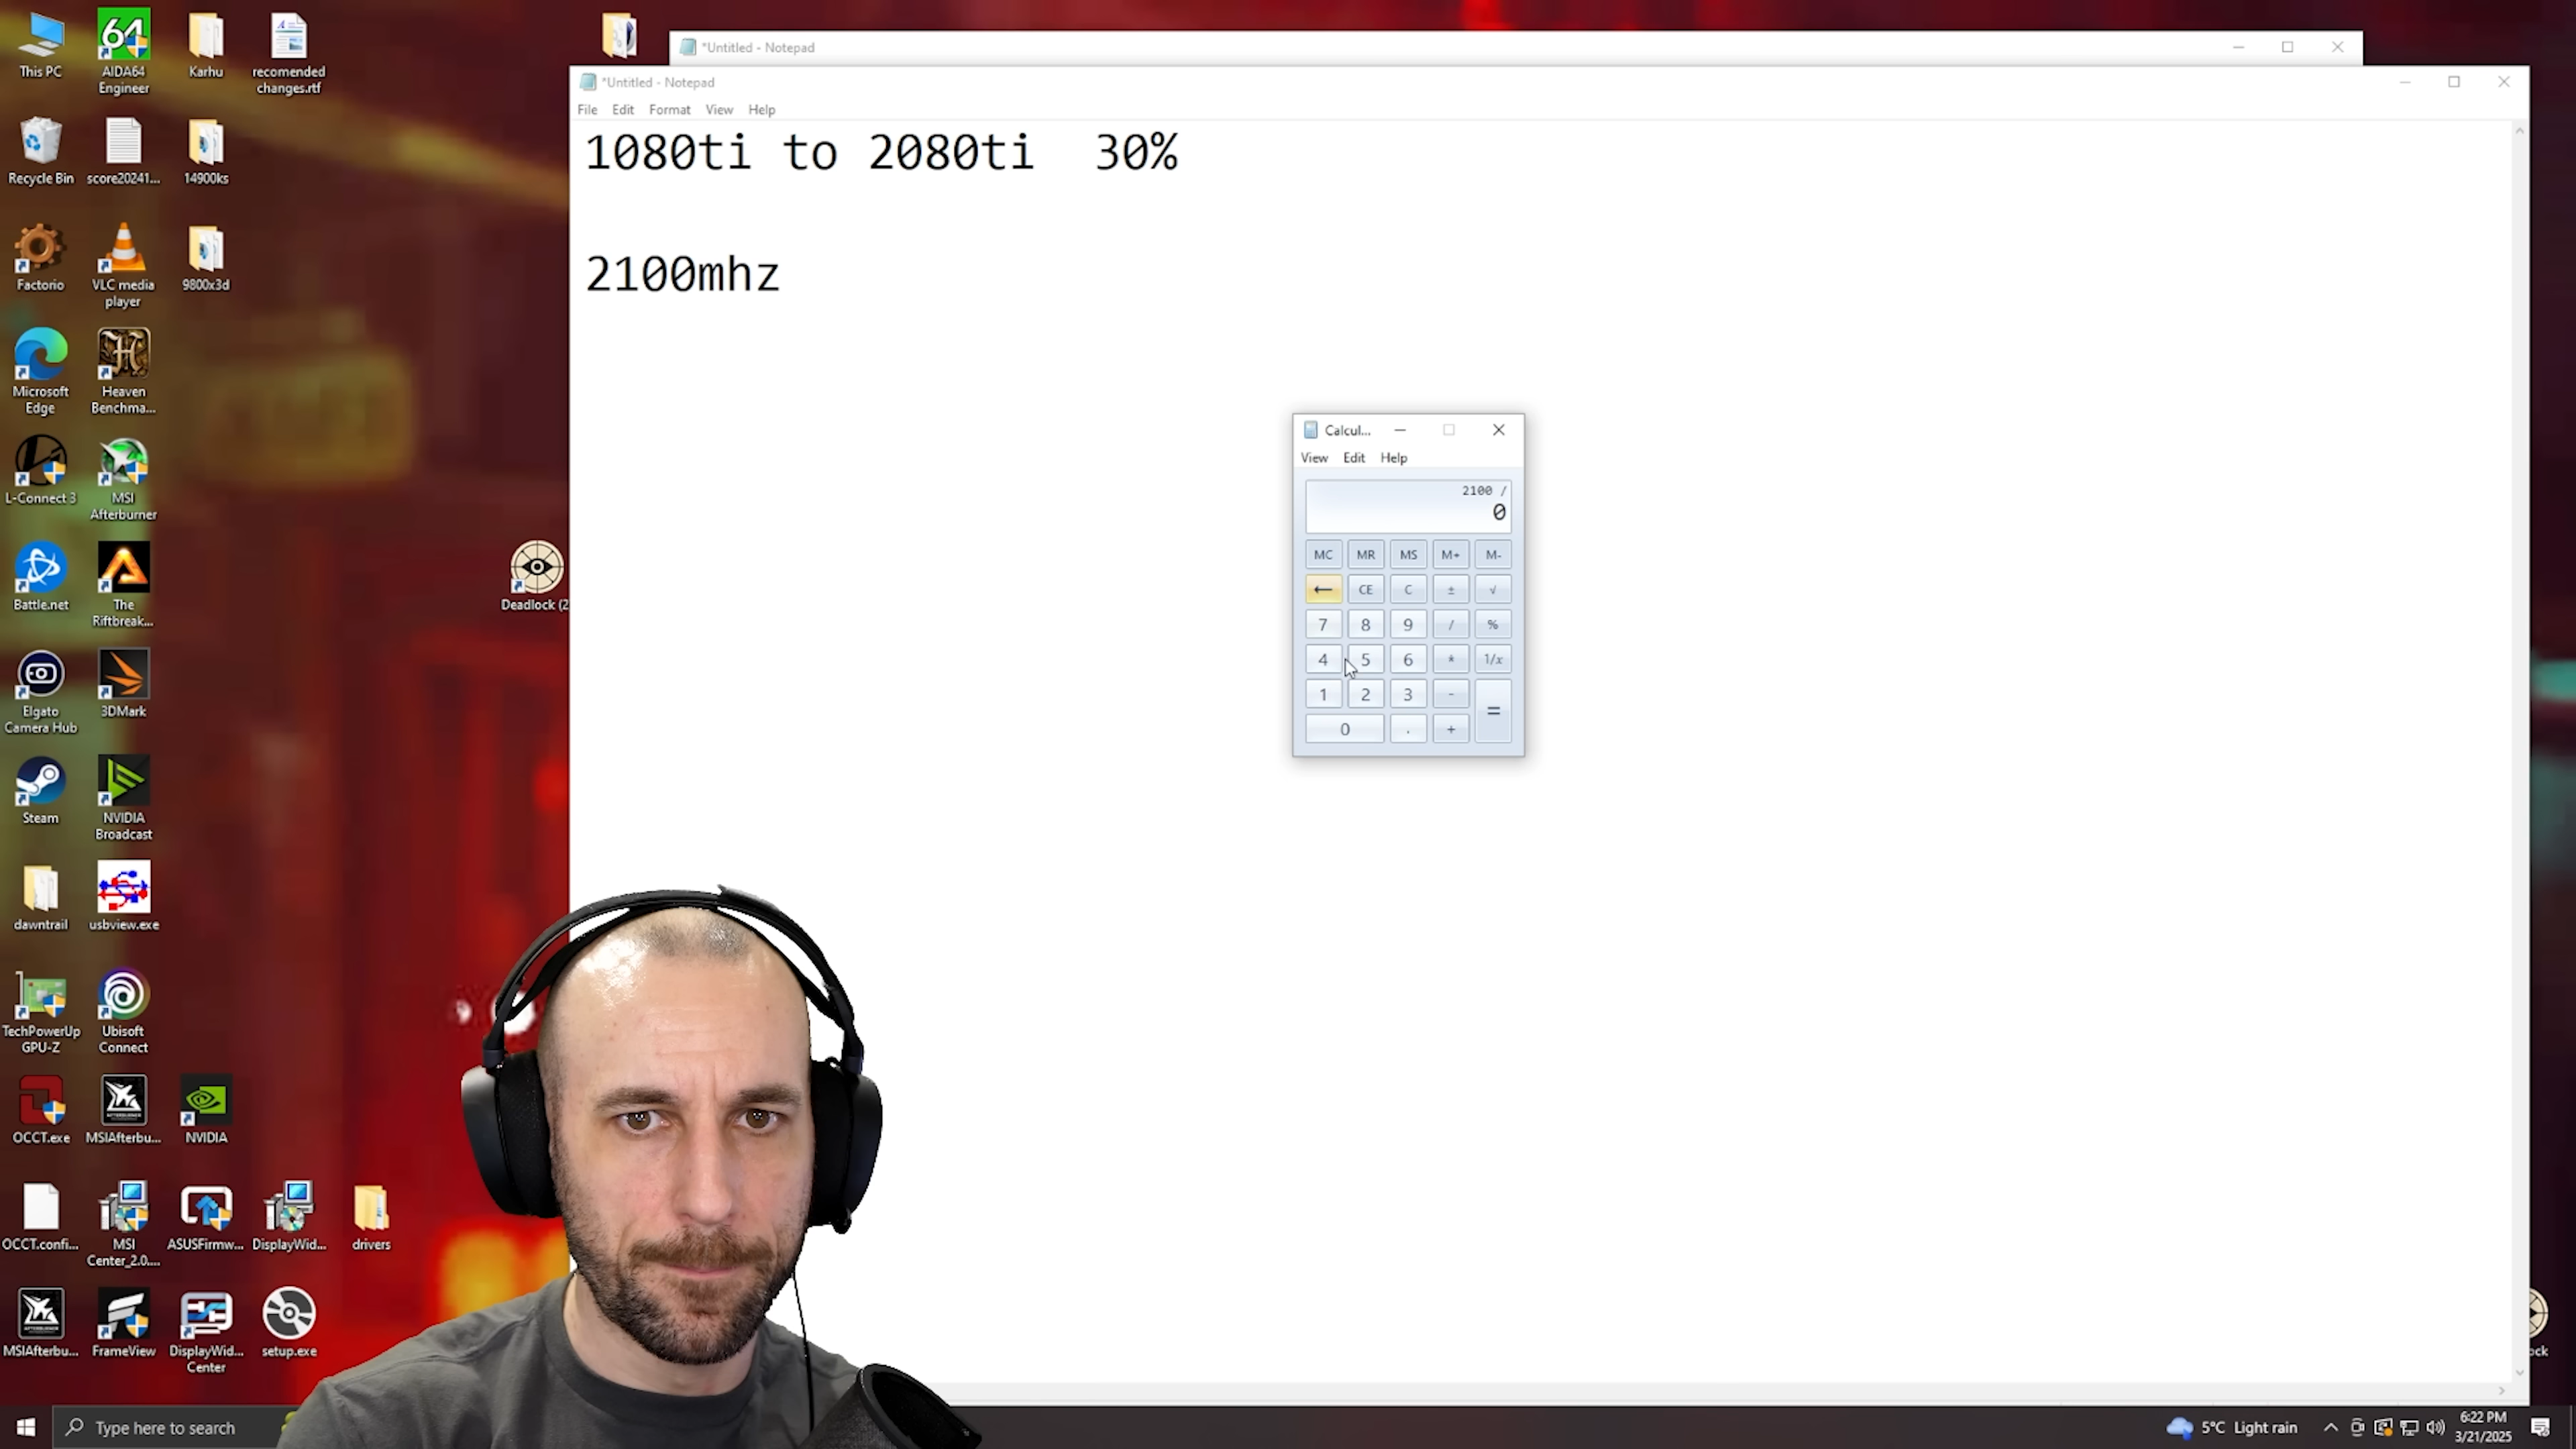 This PC
AIDA64
Engineer
Karhu
recomended
changes.rtf
Recycle Bin
score20241...
14900ks
Factorio
VLC media
player
9800x3d
Microsoft
Edge
Heaven
Benchma...
L-Connect 3
MSI
Afterburner
Battle.net
The
Riftbreak...
Elgato
Camera Hub
3DMark
Steam
NVIDIA
Broadcast
dawntrail
usbview.exe
TechPowerUp
GPU-Z
Ubisoft
Connect
OCCT.exe
MSIAfterbu...
NVIDIA
OCCT.confi...
MSI
Center_2.0....
ASUSFirmw...
DisplayWid...
drivers
MSIAfterbu...
FrameView
DisplayWid...
Center
setup.exe
Deadlock (2
*Untitled - Notepad
*Untitled - Notepad
File Edit Format View Help
1080ti to 2080ti 30%
2100mhz
Calcul...
View Edit Help
2100 /
0
MC MR MS M+ M-
← CE C ± √
7 8 9 / %
4 5 6 * 1/x
1 2 3 - =
0 . +
ock
Type here to search
5°C Light rain
6:22 PM
3/21/2025